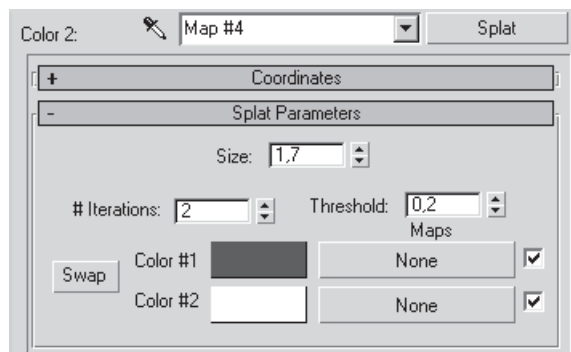 Color 2: Map #4 Splat
+ Coordinates
- Splat Parameters
Size: 1,7
# Iterations: 2 Threshold: 0,2
Maps
Swap Color #1 None
Color #2 None